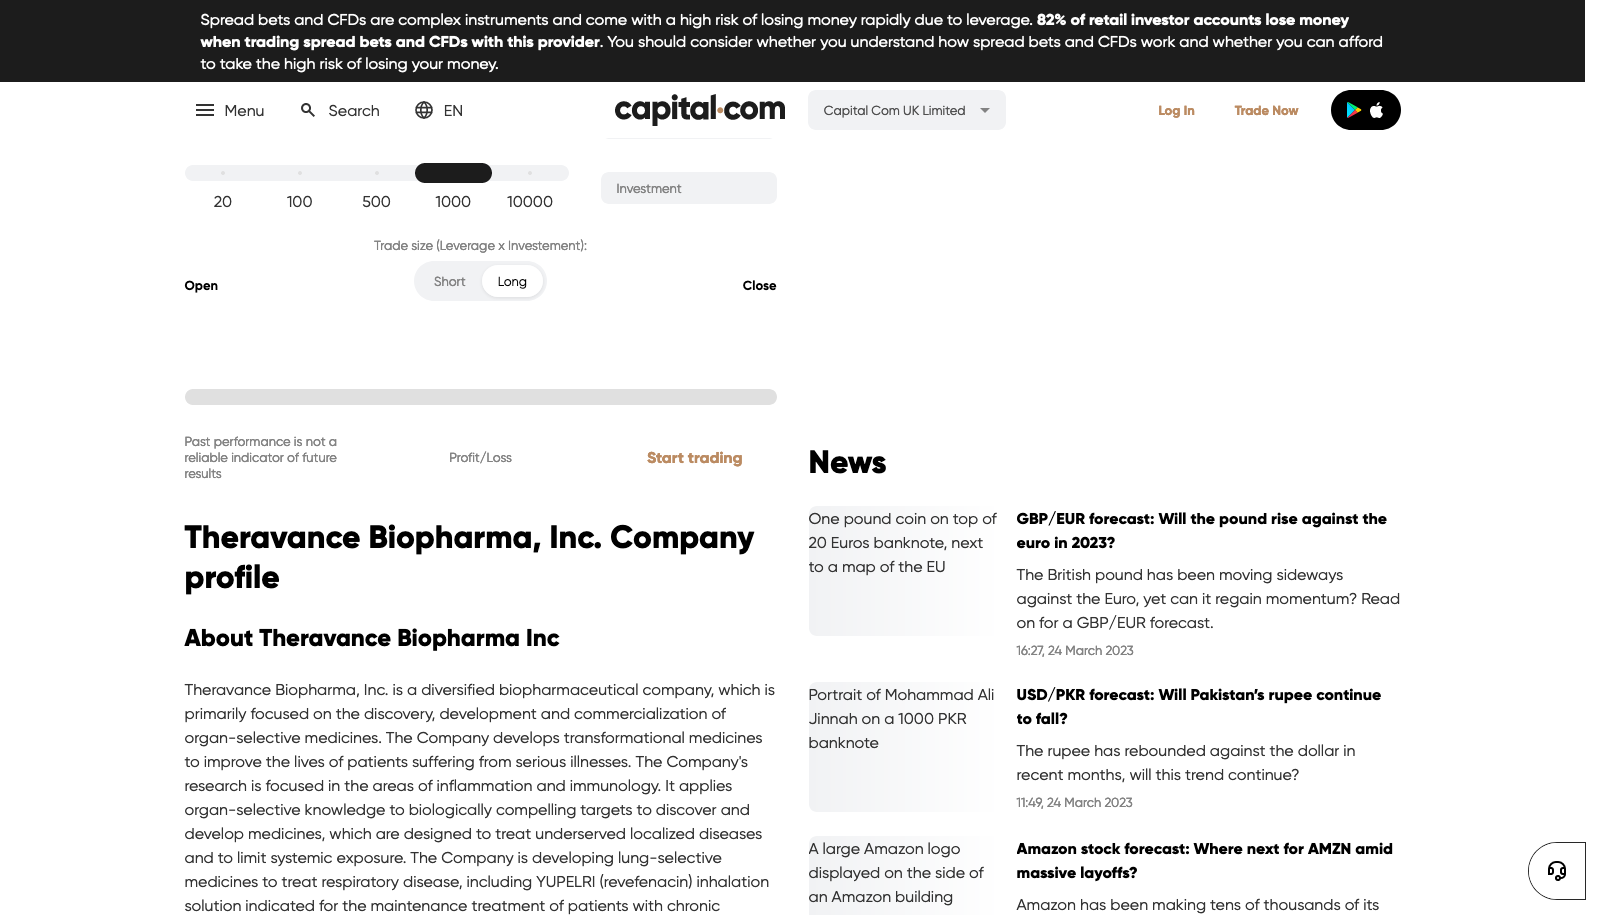 Spread bets and CFDs are complex instruments and come with a high risk of losing money rapidly due to leverage. 82% of retail investor accounts lose money
when trading spread bets and CFDs with this provider. You should consider whether you understand how spread bets and CFDs work and whether you can afford
to take the high risk of losing your money.
Menu
Search
EN
capital.com
Capital Com UK Limited
Log In
Trade Now
20
100
500
1000
10000
Investment
Trade size (Leverage x Investement):
Open
Short
Long
Close
Past performance is not a
reliable indicator of future
results
Profit/Loss
Start trading
Theravance Biopharma, Inc. Company
profile
About Theravance Biopharma Inc
Theravance Biopharma, Inc. is a diversified biopharmaceutical company, which is
primarily focused on the discovery, development and commercialization of
organ-selective medicines. The Company develops transformational medicines
to improve the lives of patients suffering from serious illnesses. The Company's
research is focused in the areas of inflammation and immunology. It applies
organ-selective knowledge to biologically compelling targets to discover and
develop medicines, which are designed to treat underserved localized diseases
and to limit systemic exposure. The Company is developing lung-selective
medicines to treat respiratory disease, including YUPELRI (revefenacin) inhalation
solution indicated for the maintenance treatment of patients with chronic
News
One pound coin on top of
20 Euros banknote, next
to a map of the EU
GBP/EUR forecast: Will the pound rise against the
euro in 2023?
The British pound has been moving sideways
against the Euro, yet can it regain momentum? Read
on for a GBP/EUR forecast.
16:27, 24 March 2023
Portrait of Mohammad Ali
Jinnah on a 1000 PKR
banknote
USD/PKR forecast: Will Pakistan’s rupee continue
to fall?
The rupee has rebounded against the dollar in
recent months, will this trend continue?
11:49, 24 March 2023
A large Amazon logo
displayed on the side of
an Amazon building
Amazon stock forecast: Where next for AMZN amid
massive layoffs?
Amazon has been making tens of thousands of its